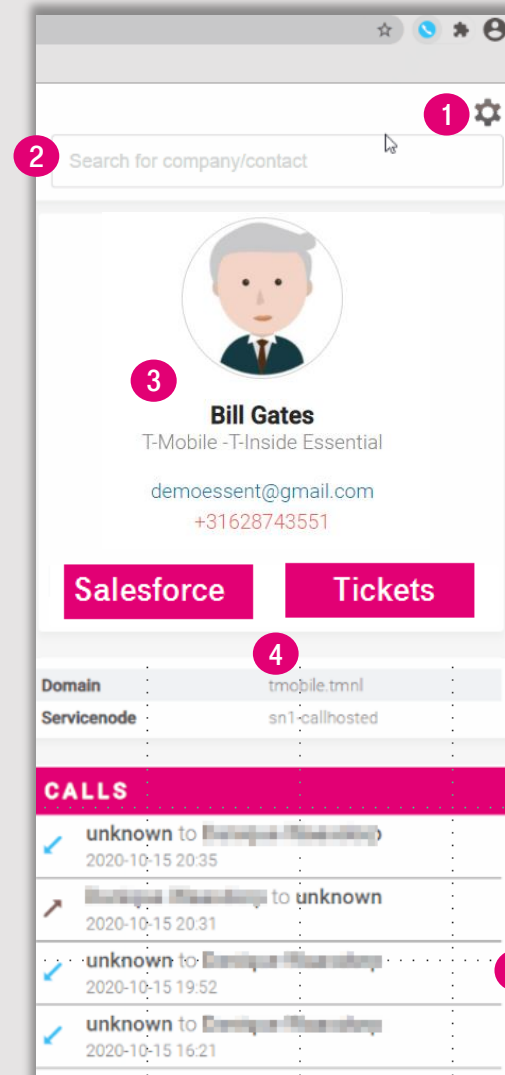 1
2
Search for company/contact
3
Bill Gates
T-Mobile -T-Inside Essential
demoessent@gmail.com
+31628743551
Salesforce
Tickets
4
Domain
tmobile.tmnl
Servicenode
sn1-callhosted
CALLS
unknown to
2020-10-15 20:35
to unknown
2020-10-15 20:31
unknown to
2020-10-15 19:52
unknown to
2020-10-15 16:21